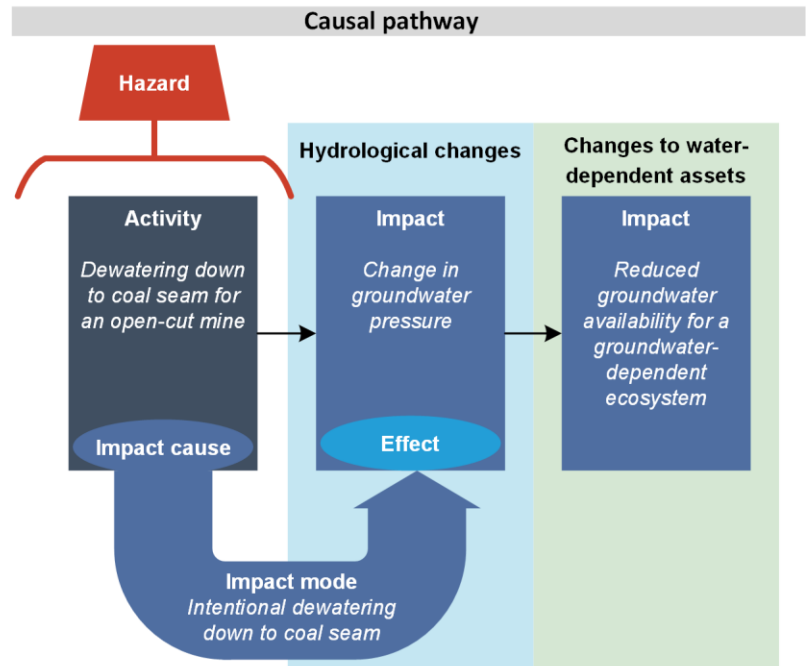 Causal pathway
Hazard
Hydrological changes
Changes to water-
dependent assets
Activity
Dewatering down
to coal seam for
an open-cut mine
Impact cause
Impact
Change in
groundwater
pressure
Effect
Impact
Reduced
groundwater
availability for a
groundwater-
dependent
ecosystem
Impact mode
Intentional dewatering
down to coal seam